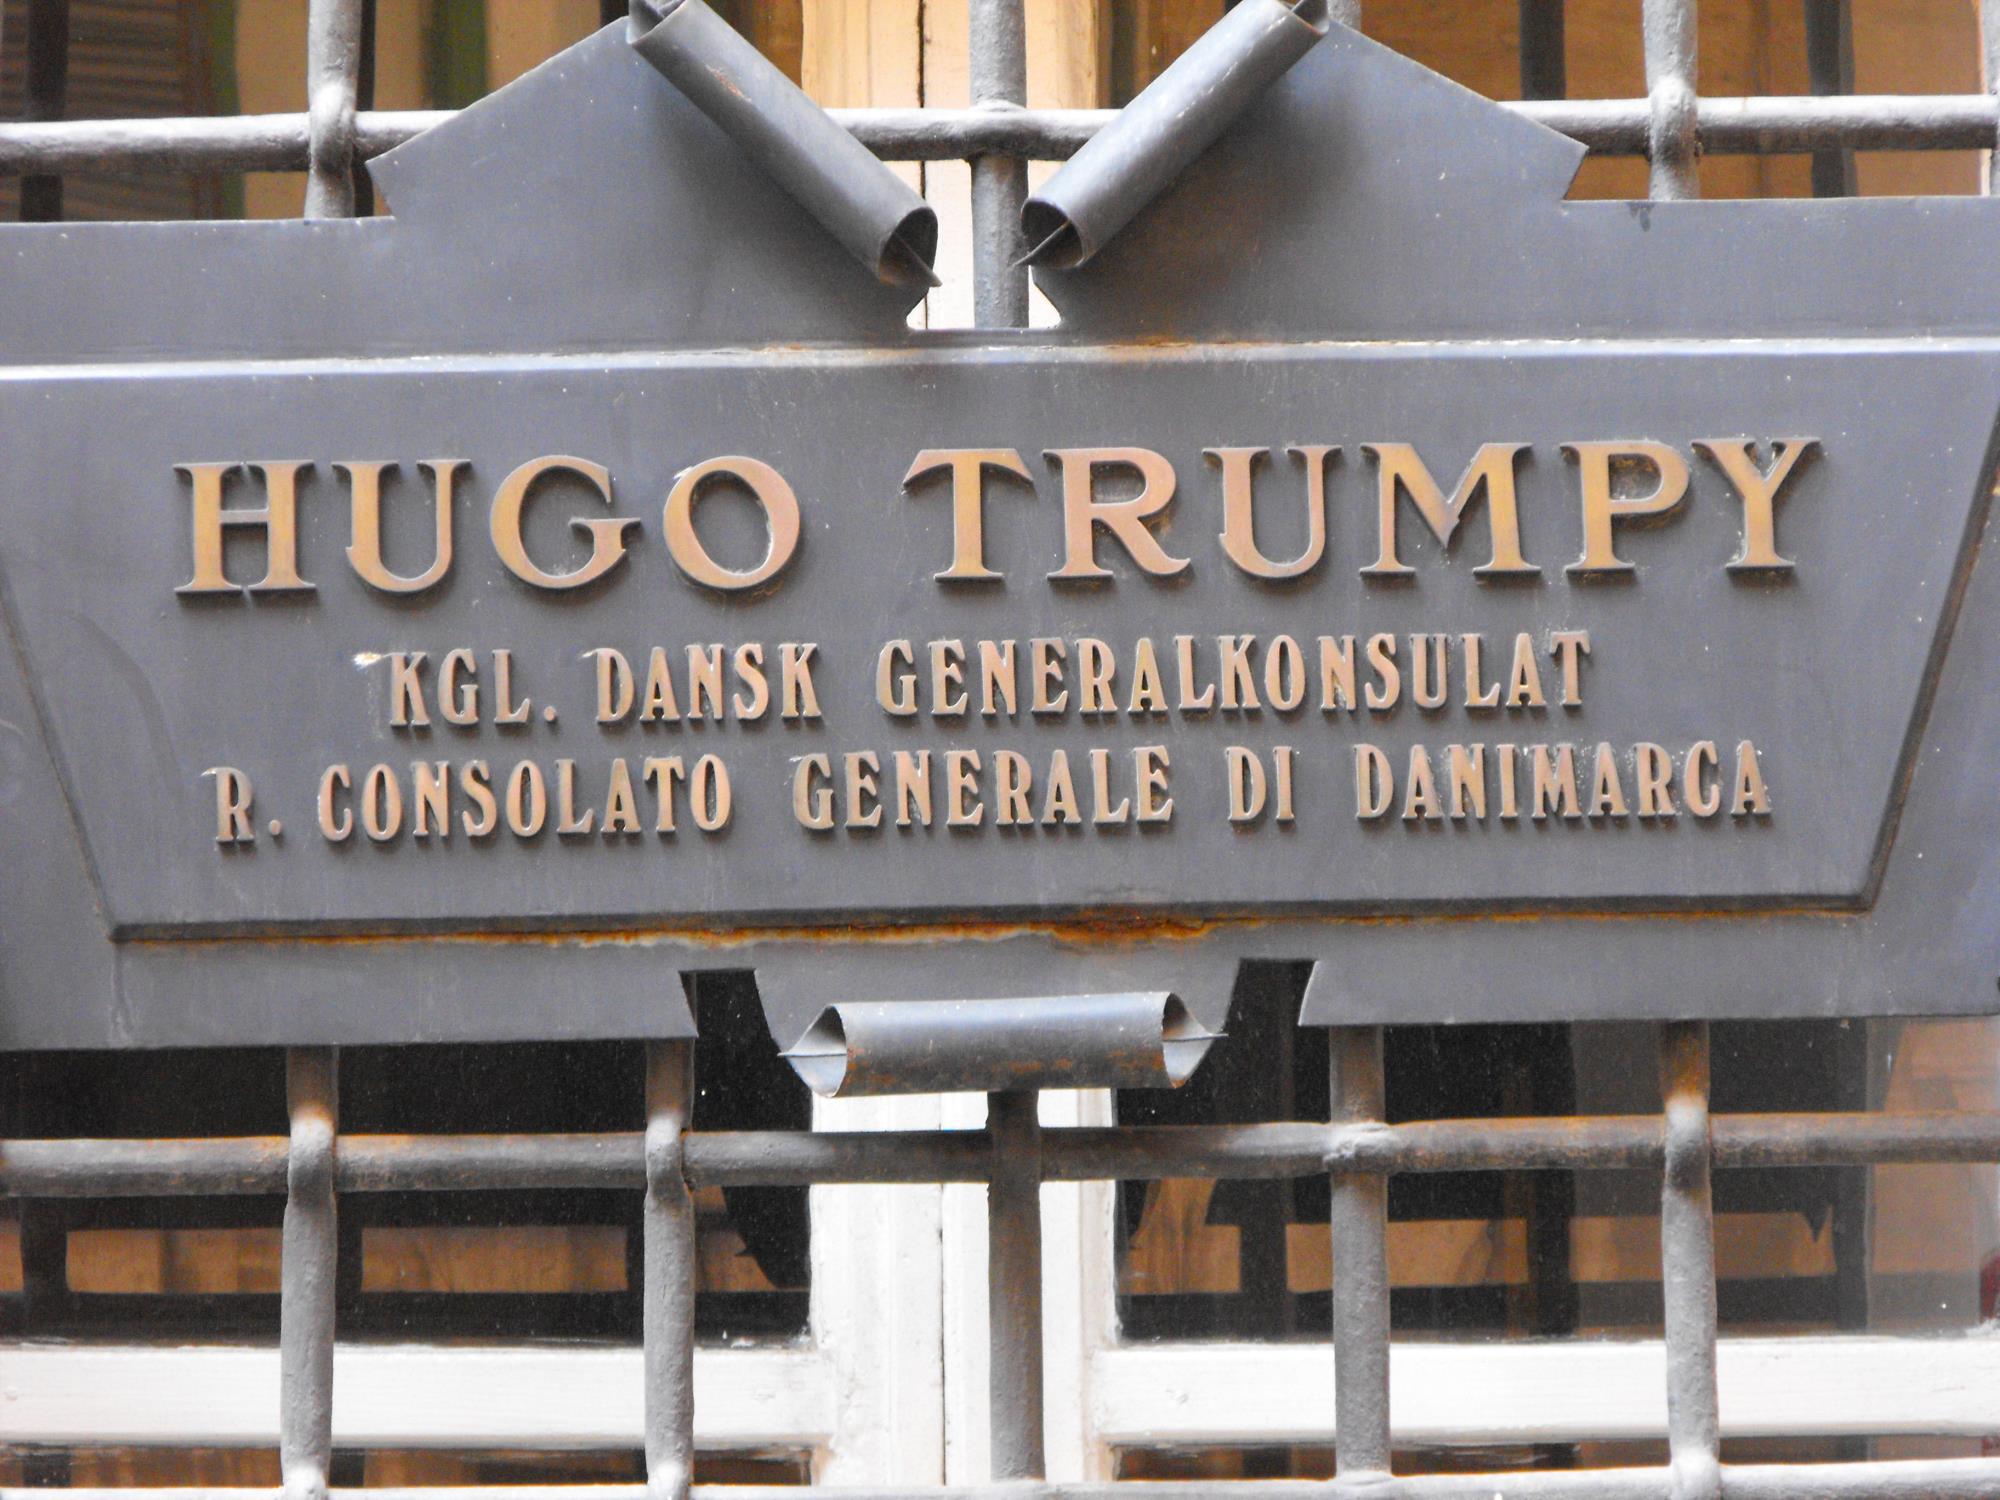 HUGO TRUMPY
KGL. DANSK GENERALKONSULAT
R. CONSOLATO GENERALE DI DANIMARCA